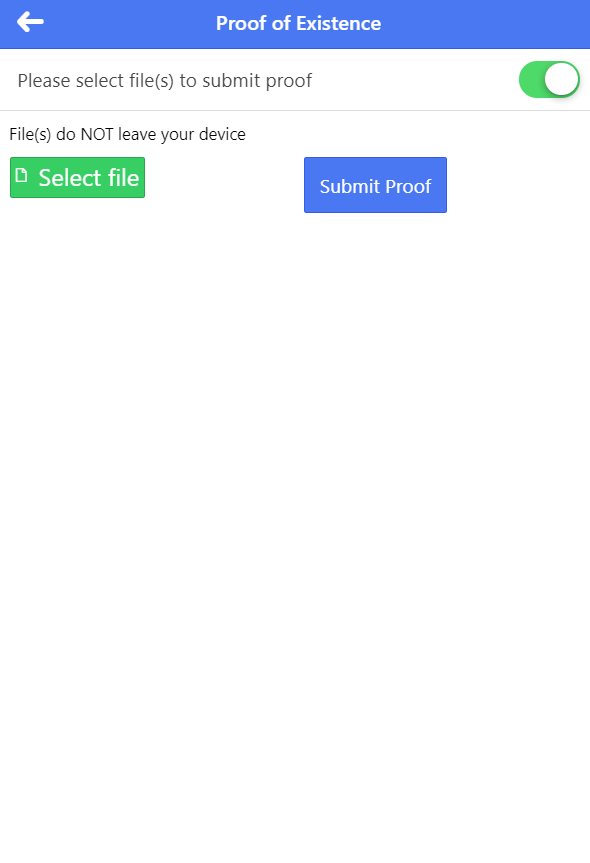 Proof of Existence
Please select file(s) to submit proof
File(s) do NOT leave your device
Select file
Submit Proof